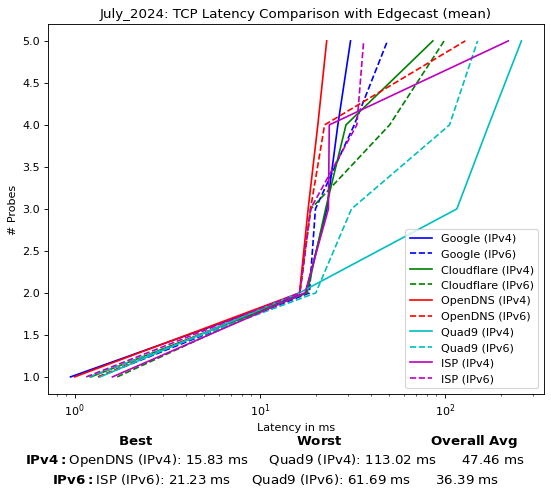 July_2024: TCP Latency Comparison with Edgecast (mean)
5.0
4.5
4.0
3.5
3.0
2.5
2.0
1.5
1.0
# Probes
Google (IPv4)
Google (IPv6)
Cloudflare (IPv4)
Cloudflare (IPv6)
OpenDNS (IPv4)
OpenDNS (IPv6)
Quad9 (IPv4)
Quad9 (IPv6)
ISP (IPv4)
ISP (IPv6)
10⁰ 10¹ 10²
Latency in ms
Best Worst Overall Avg
IPv4: OpenDNS (IPv4): 15.83 ms Quad9 (IPv4): 113.02 ms 47.46 ms
IPv6: ISP (IPv6): 21.23 ms Quad9 (IPv6): 61.69 ms 36.39 ms